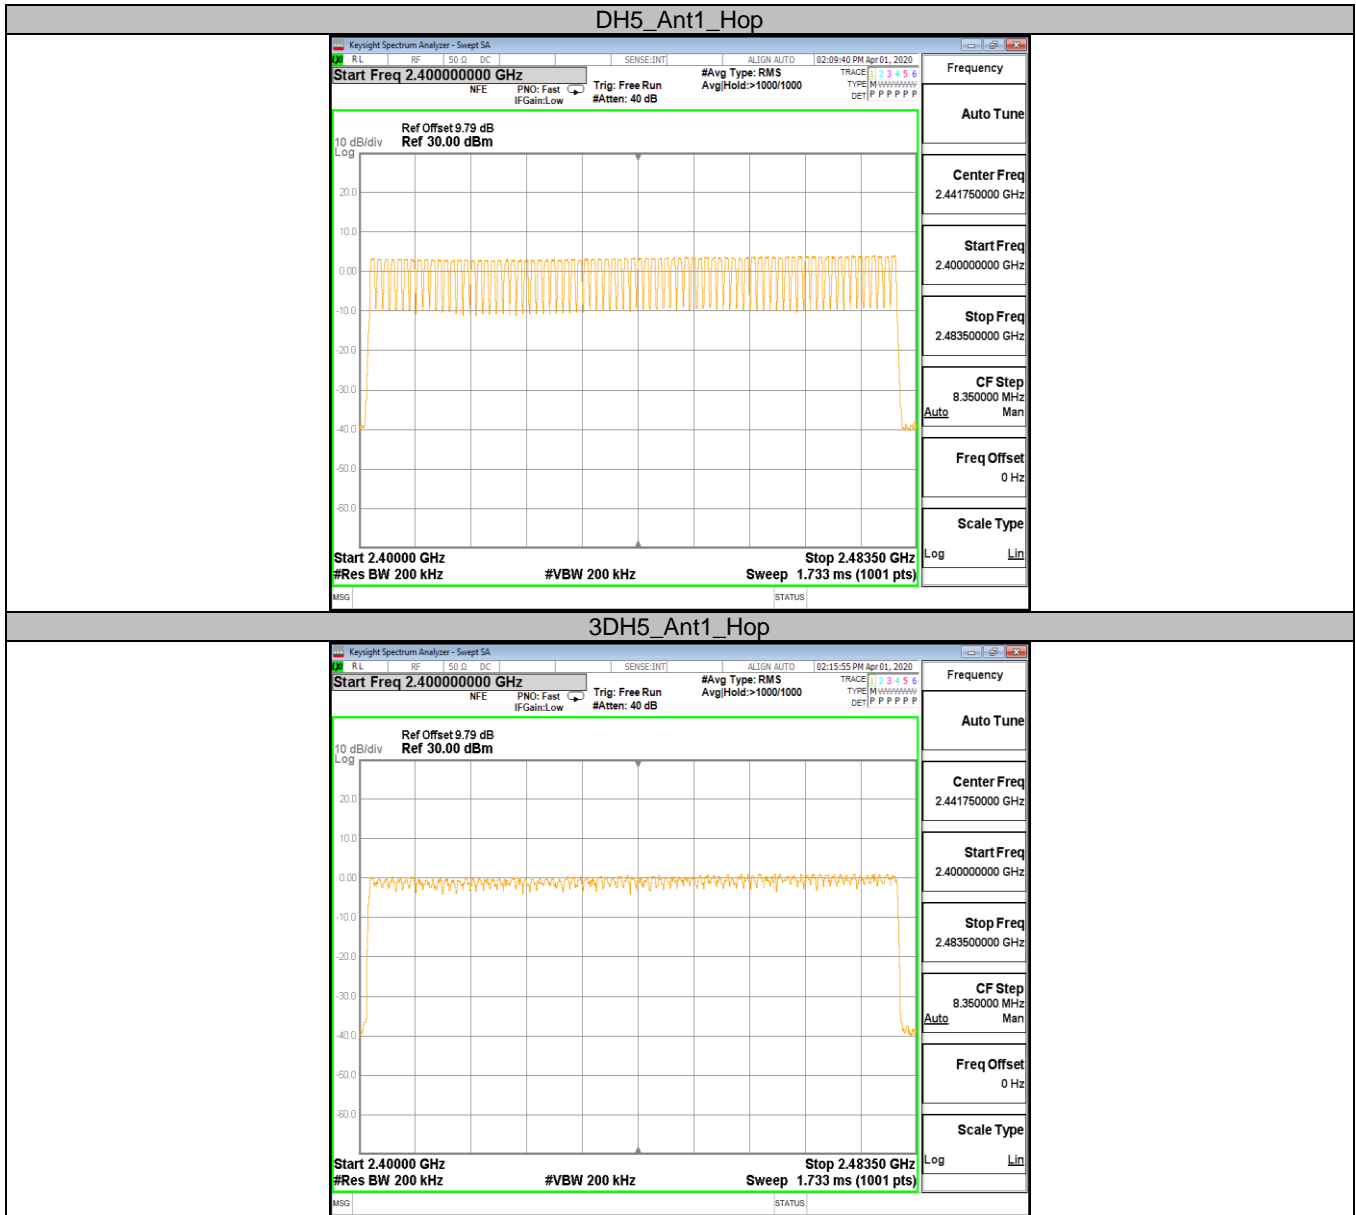 DH5_Ant1_Hop
Keysight Spectrum Analyzer - Swept SA
RL RF 50 Ω DC SENSE:INT ALIGN AUTO 02:09:40 PM Apr 01, 2020
Start Freq 2.400000000 GHz
NFE PNO: Fast IFGain:Low
Trig: Free Run
#Atten: 40 dB
#Avg Type: RMS
Avg|Hold:>1000/1000
TRACE 1 2 3 4 5 6
TYPE M WWWWW
DET P P P P P P
Ref Offset 9.79 dB
10 dB/div Ref 30.00 dBm
Log
20.0
10.0
0.00
-10.0
-20.0
-30.0
-40.0
-50.0
-60.0
Start 2.40000 GHz Stop 2.48350 GHz
#Res BW 200 kHz #VBW 200 kHz Sweep 1.733 ms (1001 pts)
MSG STATUS
Frequency
Auto Tune
Center Freq
2.441750000 GHz
Start Freq
2.400000000 GHz
Stop Freq
2.483500000 GHz
CF Step
8.350000 MHz
Auto Man
Freq Offset
0 Hz
Scale Type
Log Lin
3DH5_Ant1_Hop
Keysight Spectrum Analyzer - Swept SA
RL RF 50 Ω DC SENSE:INT ALIGN AUTO 02:15:55 PM Apr 01, 2020
Start Freq 2.400000000 GHz
NFE PNO: Fast IFGain:Low
Trig: Free Run
#Atten: 40 dB
#Avg Type: RMS
Avg|Hold:>1000/1000
TRACE 1 2 3 4 5 6
TYPE M WWWWW
DET P P P P P P
Ref Offset 9.79 dB
10 dB/div Ref 30.00 dBm
Log
20.0
10.0
0.00
-10.0
-20.0
-30.0
-40.0
-50.0
-60.0
Start 2.40000 GHz Stop 2.48350 GHz
#Res BW 200 kHz #VBW 200 kHz Sweep 1.733 ms (1001 pts)
MSG STATUS
Frequency
Auto Tune
Center Freq
2.441750000 GHz
Start Freq
2.400000000 GHz
Stop Freq
2.483500000 GHz
CF Step
8.350000 MHz
Auto Man
Freq Offset
0 Hz
Scale Type
Log Lin